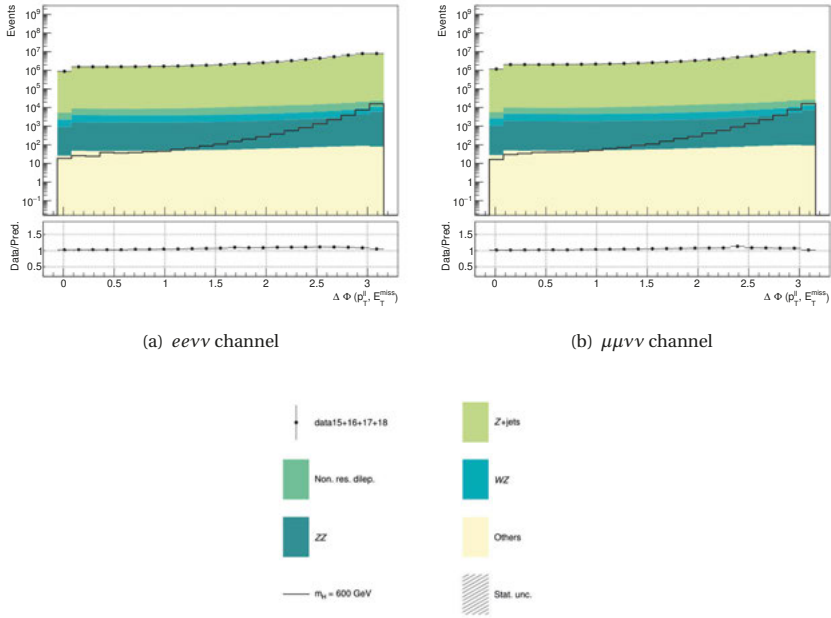 Events
10⁹
10⁸
10⁷
10⁶
10⁵
10⁴
10³
10²
10
1
10⁻¹
Data/Pred.
1.5
1
0.5
0 0.5 1 1.5 2 2.5 3
Δ Φ (p_T^ll, E_T^miss)
(a) eeνν channel
Events
10⁹
10⁸
10⁷
10⁶
10⁵
10⁴
10³
10²
10
1
10⁻¹
Data/Pred.
1.5
1
0.5
0 0.5 1 1.5 2 2.5 3
Δ Φ (p_T^ll, E_T^miss)
(b) μμνν channel
data15+16+17+18
Z+jets
Non. res. dilep.
WZ
ZZ
Others
m_H = 600 GeV
Stat. unc.